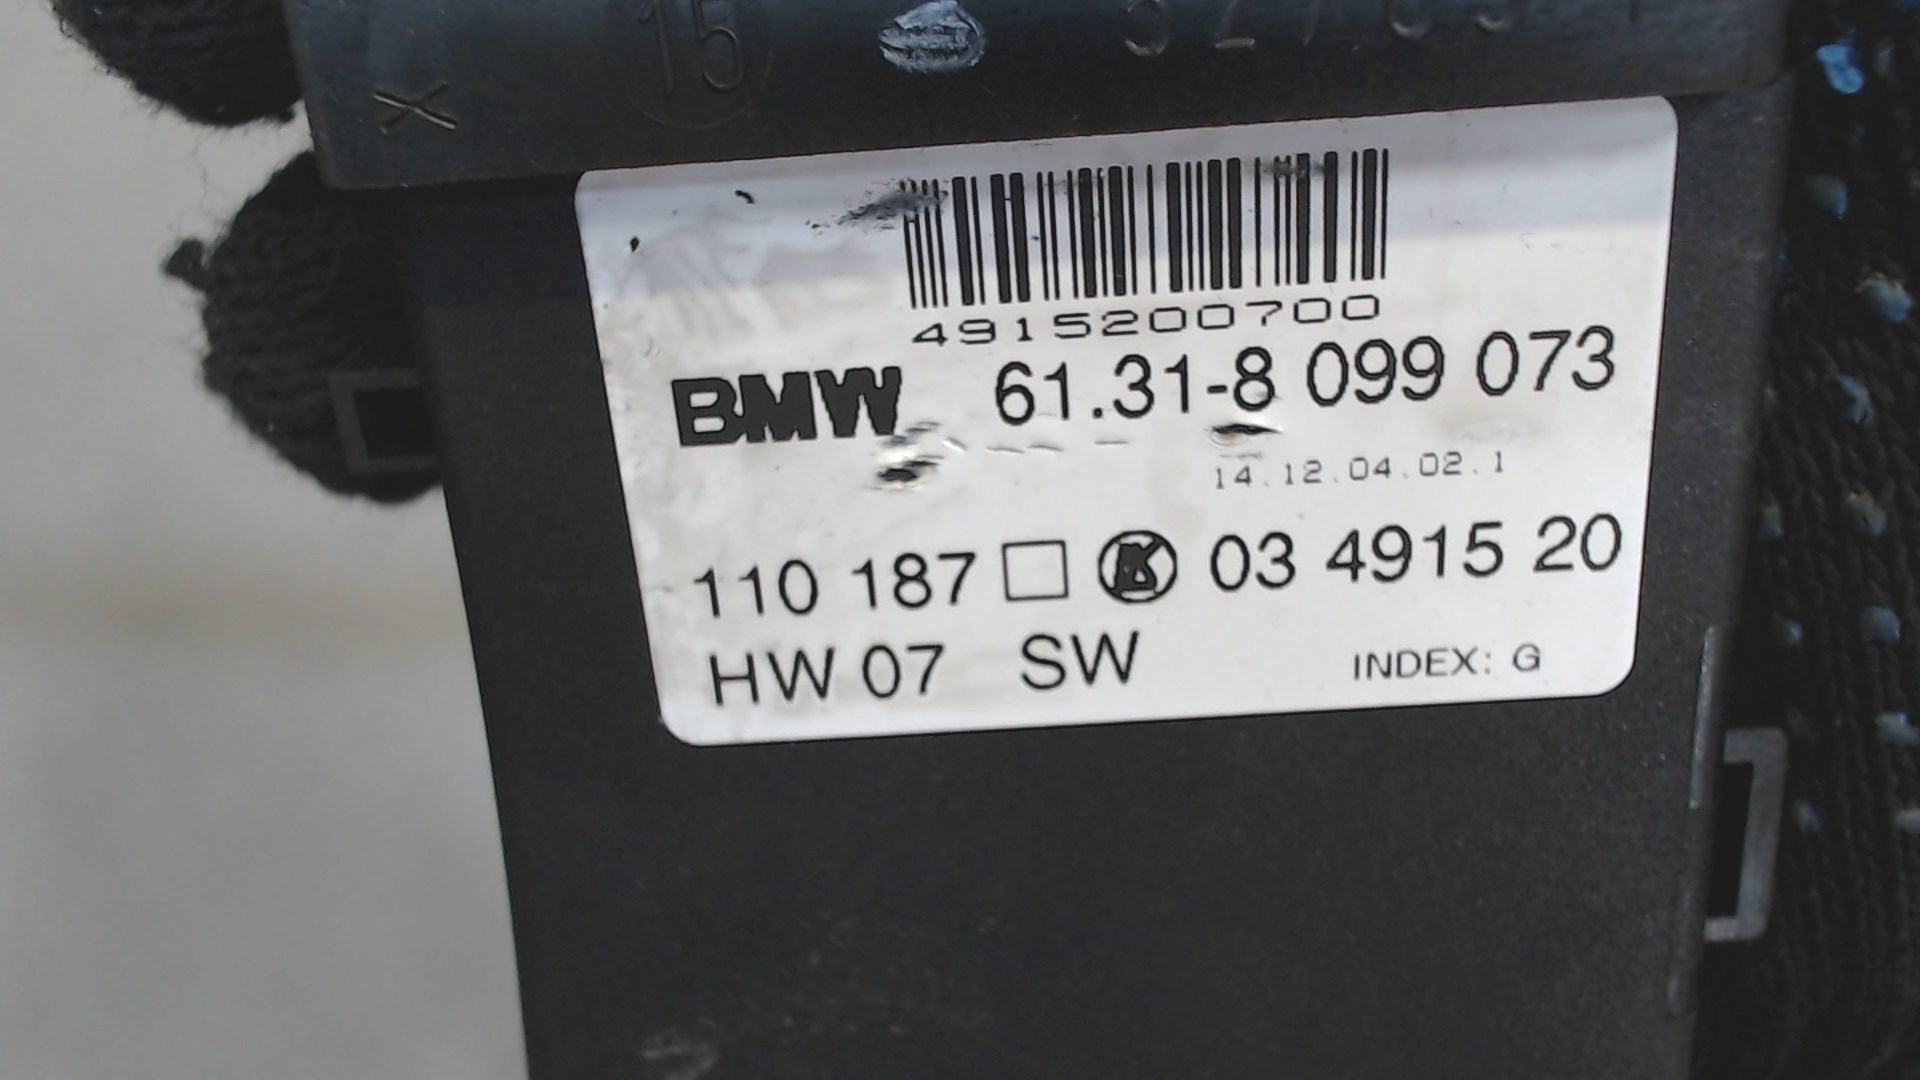 X 15
4915200700
BMW 61.31-8 099 073
14.12.04.02.1
110 187 03 4915 20
HW 07 SW INDEX: G